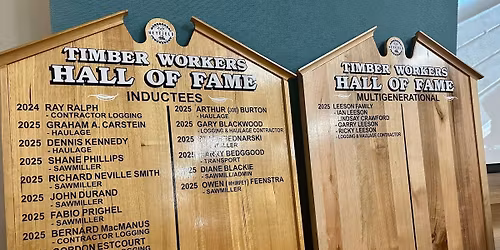 TIMBER WORKERS
HALL OF FAME
INDUCTEES
2024 RAY RALPH
- CONTRACTOR LOGGING
2025 GRAHAM A. CARSTEIN
- HAULAGE
2025 DENNIS KENNEDY
- HAULAGE
2025 SHANE PHILLIPS
- SAWMILLER
2025 RICHARD NEVILLE SMITH
- SAWMILLER
2025 JOHN DURAND
- SAWMILLER
2025 FABIO PRIGHEL
- SAWMILLER
2025 BERNARD MacMANUS
- CONTRACTOR LOGGING
GORDON ESTCOURT
2025 ARTHUR BURTON
- HAULAGE
2025 GARY BLACKWOOD
- LOGGING & HAULAGE CONTRACTOR
2025
2025 BEDGGOOD
- TRANSPORT
2025 DIANE BLACKIE
- SAWMILL/ADMIN
2025 OWEN FEENSTRA
- SAWMILLER
TIMBER WORKERS
HALL OF FAME
MULTIGENERATIONAL
2025 LEESON FAMILY
- IAN LEESON
- LINDSAY CRAWFORD
- GARRY LEESON
- RICKY LEESON
- LOGGING & HAULAGE CONTRACTOR